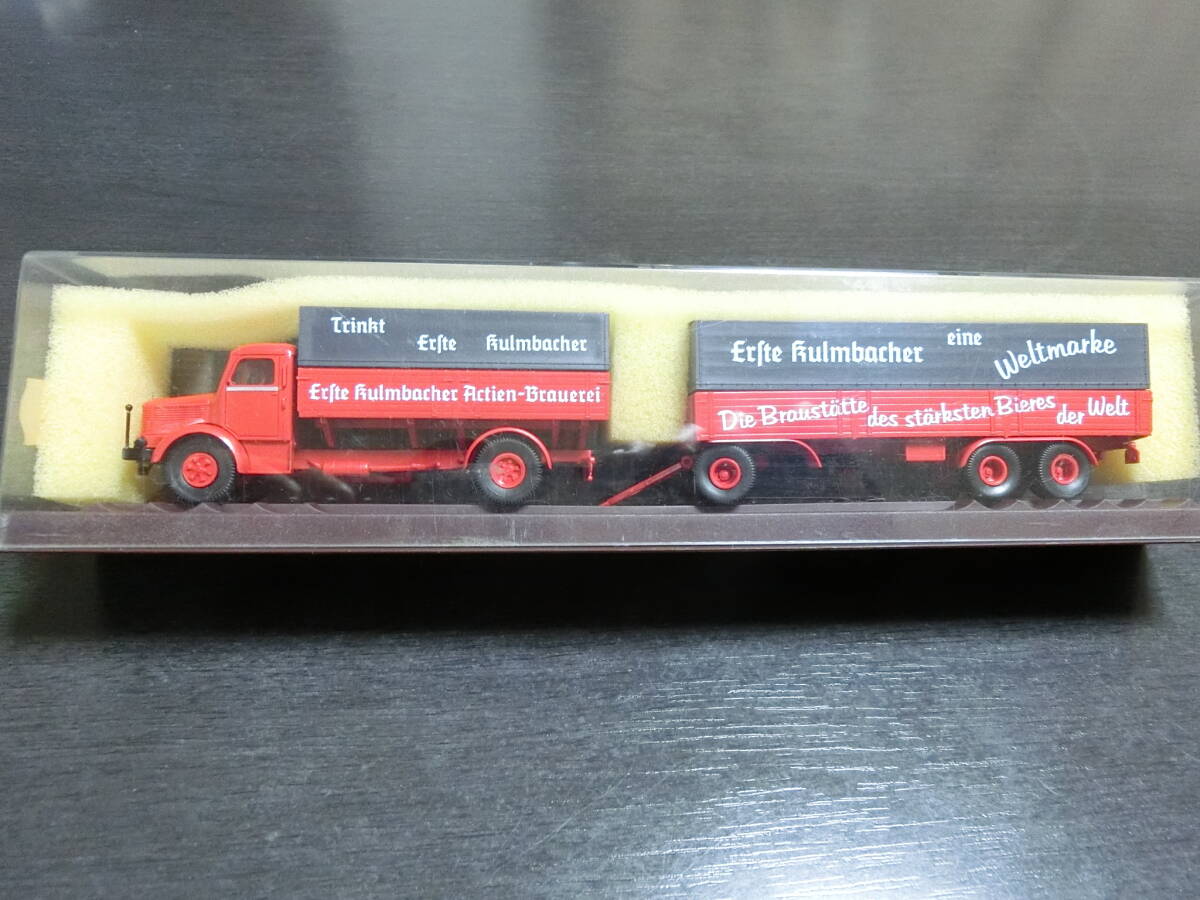 Trinkt
Erste Kulmbacher
Erste Kulmbacher Actien-Brauerei
Erste Kulmbacher eine Weltmarke
Die Braustätte des stärksten Bieres der Welt